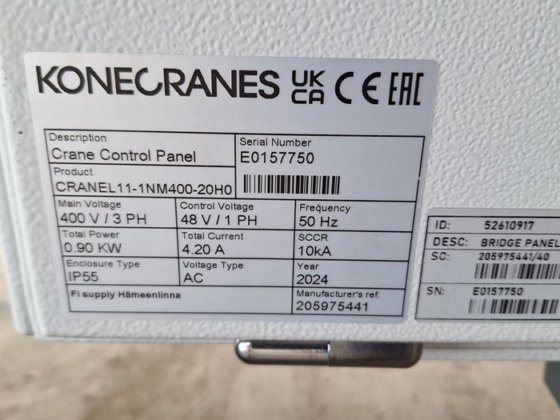 KONECRANES UK CA CE EAC
Description
Crane Control Panel
Serial Number
E0157750
Product
CRANEL11-1NM400-20H0
Main Voltage
400 V / 3 PH
Control Voltage
48 V / 1 PH
Frequency
50 Hz
Total Power
0.90 KW
Total Current
4.20 A
SCCR
10kA
Enclosure Type
IP55
Voltage Type
AC
Year
2024
FI supply Hämeenlinna
Manufacturer's ref.
205975441
ID: 52610917
DESC: BRIDGE PANEL
SO: 205975441/40
SN: E0157750